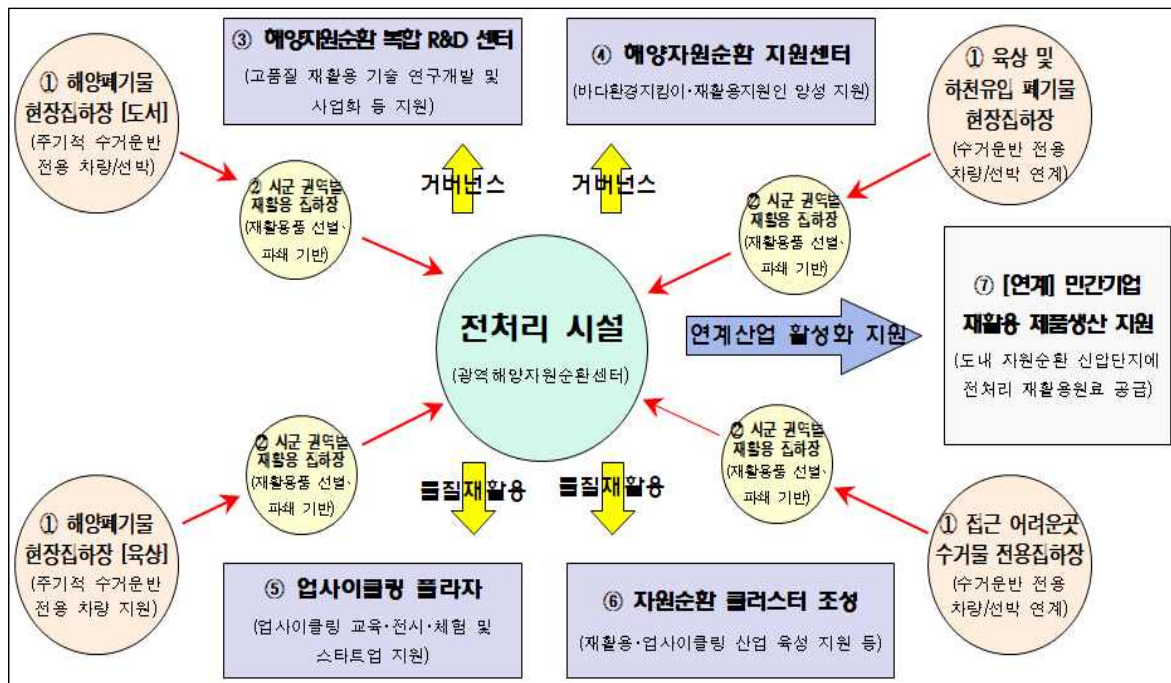 ① 해양폐기물
현장집하장 [도서]
(주기적 수거운반
전용 차량/선박)
③ 해양자원순환 복합 R&D 센터
(고품질 재활용 기술 연구개발 및
사업화 등 지원)
④ 해양자원순환 지원센터
(바다환경지킴이·재활용지원인 양성 지원)
① 육상 및
하천유입 폐기물
현장집하장
(수거운반 전용
차량/선박 연계)
② 시군 권역별
재활용 집하장
(재활용품 선별、
파쇄 기반)
거버넌스
거버넌스
② 시군 권역별
재활용 집하장
(재활용품 선별、
파쇄 기반)
전처리 시설
(광역해양자원순환센터)
연계산업 활성화 지원
⑦ [연계] 민간기업
재활용 제품생산 지원
(도내 자원순환 신압단지에
전처리 재활용원료 공급)
② 시군 권역별
재활용 집하장
(재활용품 선별、
파쇄 기반)
물질재활용
물질재활용
② 시군 권역별
재활용 집하장
(재활용품 선별、
파쇄 기반)
① 해양폐기물
현장집하장 [육상]
(주기적 수거운반
전용 차량 지원)
⑤ 업사이클링 플라자
(업사이클링 교육·전시·체험 및
스타트업 지원)
⑥ 자원순환 클러스터 조성
(재활용·업사이클링 산업 육성 지원 등)
① 접근 어려운곳
수거물 전용집하장
(수거운반 전용
차량/선박 연계)